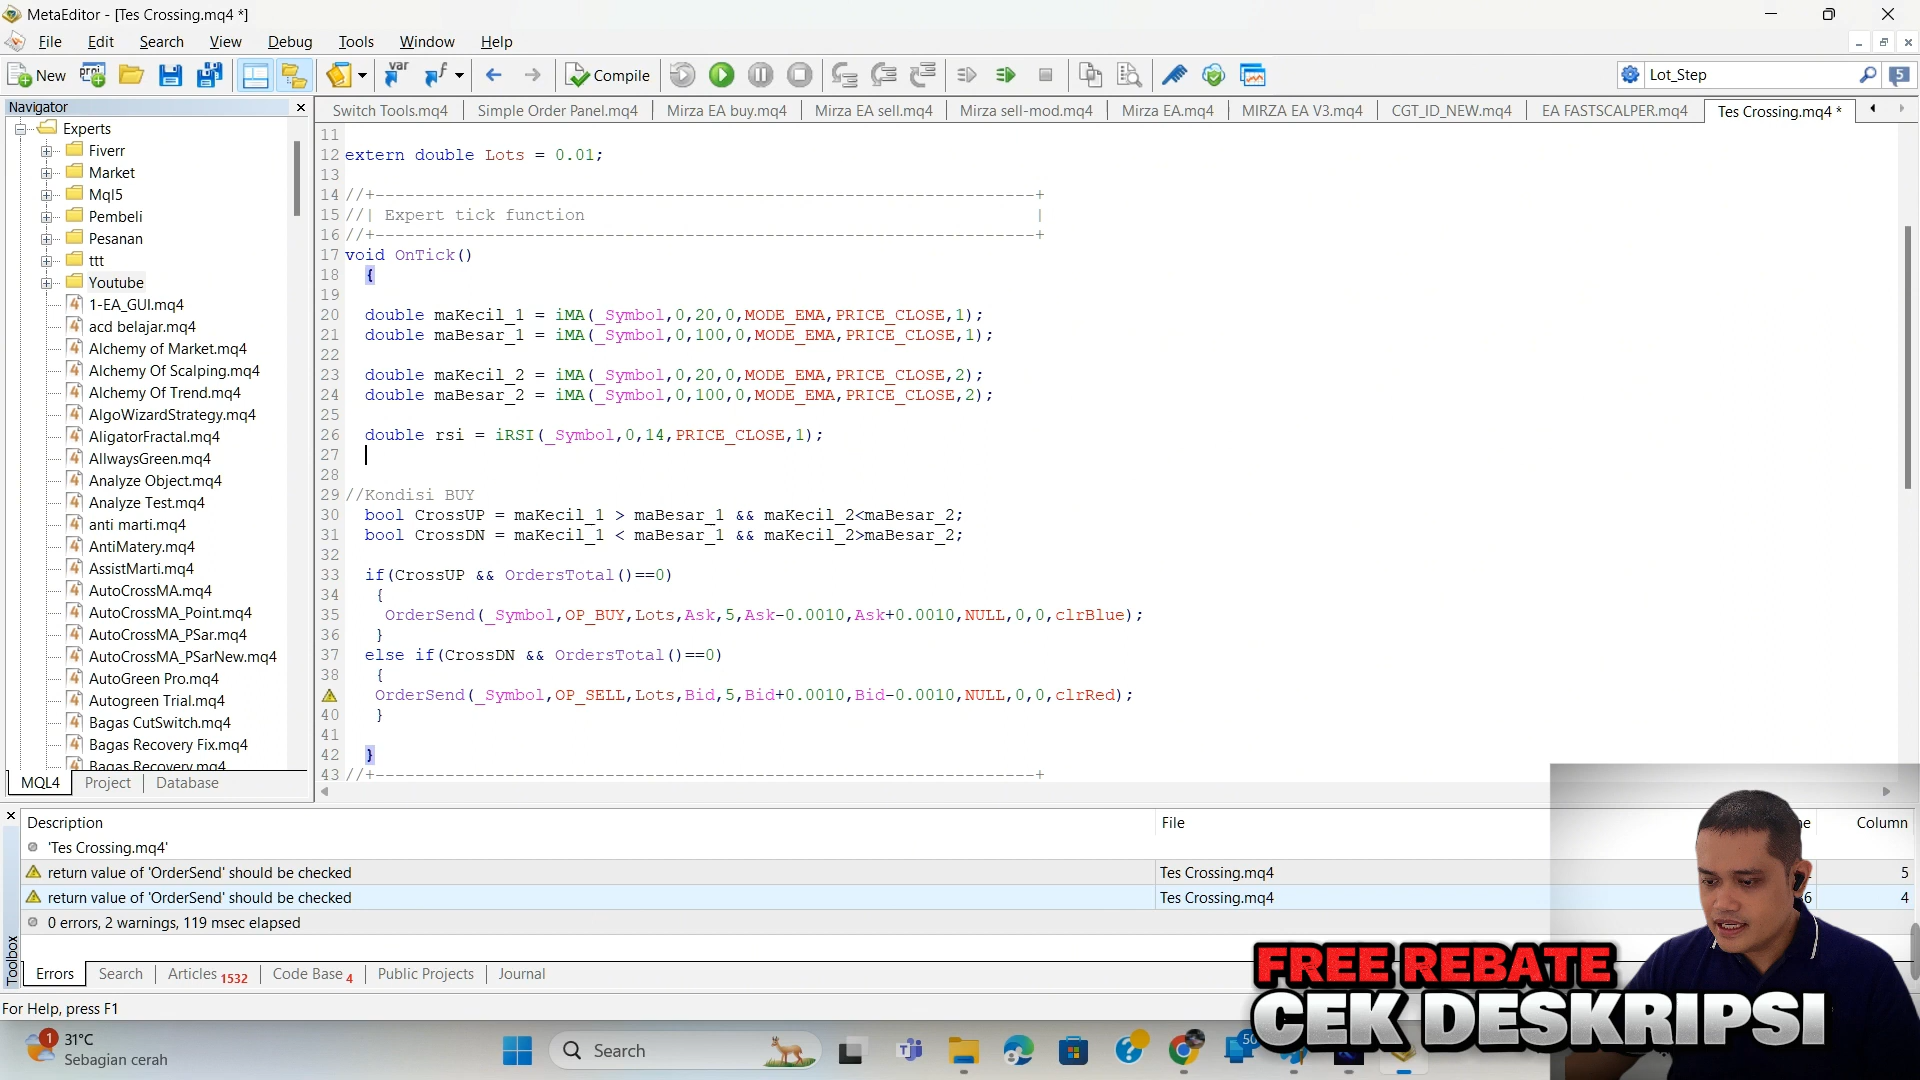 MetaEditor - [Tes Crossing.mq4 *]
File Edit Search View Debug Tools Window Help
New Compile Lot_Step 5
Navigator
Switch Tools.mq4 Simple Order Panel.mq4 Mirza EA buy.mq4 Mirza EA sell.mq4 Mirza sell-mod.mq4 Mirza EA.mq4 MIRZA EA V3.mq4 CGT_ID_NEW.mq4 EA FASTSCALPER.mq4 Tes Crossing.mq4 *
Experts
Fiverr
Market
Mql5
Pembeli
Pesanan
ttt
Youtube
1-EA_GUI.mq4
acd belajar.mq4
Alchemy of Market.mq4
Alchemy Of Scalping.mq4
Alchemy Of Trend.mq4
AlgoWizardStrategy.mq4
AligatorFractal.mq4
AllwaysGreen.mq4
Analyze Object.mq4
Analyze Test.mq4
anti marti.mq4
AntiMatery.mq4
AssistMarti.mq4
AutoCrossMA.mq4
AutoCrossMA_Point.mq4
AutoCrossMA_PSar.mq4
AutoCrossMA_PSarNew.mq4
AutoGreen Pro.mq4
Autogreen Trial.mq4
Bagas CutSwitch.mq4
Bagas Recovery Fix.mq4
Bagas Recovery.mq4
MQL4 Project Database
11
12 extern double Lots = 0.01;
13
14 //+------------------------------------------------------------------+
15 //| Expert tick function |
16 //+------------------------------------------------------------------+
17 void OnTick()
18 {
19
20 double maKecil_1 = iMA(_Symbol,0,20,0,MODE_EMA,PRICE_CLOSE,1);
21 double maBesar_1 = iMA(_Symbol,0,100,0,MODE_EMA,PRICE_CLOSE,1);
22
23 double maKecil_2 = iMA(_Symbol,0,20,0,MODE_EMA,PRICE_CLOSE,2);
24 double maBesar_2 = iMA(_Symbol,0,100,0,MODE_EMA,PRICE_CLOSE,2);
25
26 double rsi = iRSI(_Symbol,0,14,PRICE_CLOSE,1);
27
28
29 //Kondisi BUY
30 bool CrossUP = maKecil_1 > maBesar_1 && maKecil_2<maBesar_2;
31 bool CrossDN = maKecil_1 < maBesar_1 && maKecil_2>maBesar_2;
32
33 if(CrossUP && OrdersTotal()==0)
34 {
35 OrderSend(_Symbol,OP_BUY,Lots,Ask,5,Ask-0.0010,Ask+0.0010,NULL,0,0,clrBlue);
36 }
37 else if(CrossDN && OrdersTotal()==0)
38 {
OrderSend(_Symbol,OP_SELL,Lots,Bid,5,Bid+0.0010,Bid-0.0010,NULL,0,0,clrRed);
40 }
41
42 }
43 //+------------------------------------------------------------------+
Description File Column
'Tes Crossing.mq4'
return value of 'OrderSend' should be checked Tes Crossing.mq4 5
return value of 'OrderSend' should be checked Tes Crossing.mq4 4
0 errors, 2 warnings, 119 msec elapsed
Toolbox
Errors Search Articles 1532 Code Base 4 Public Projects Journal
For Help, press F1
FREE REBATE
CEK DESKRIPSI
1
31°C
Sebagian cerah
Search